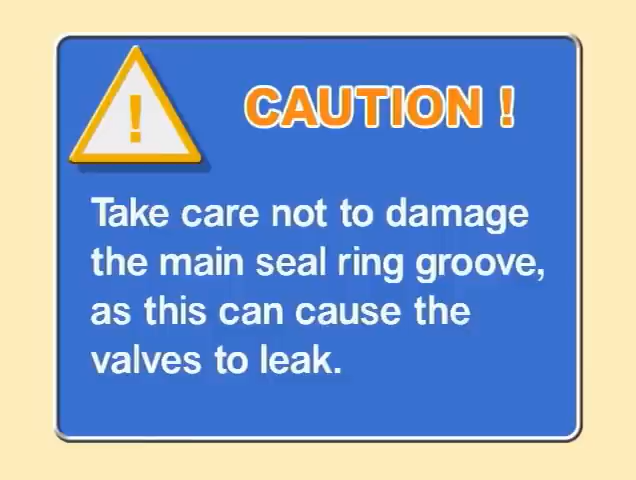 !
CAUTION !
Take care not to damage
the main seal ring groove,
as this can cause the
valves to leak.